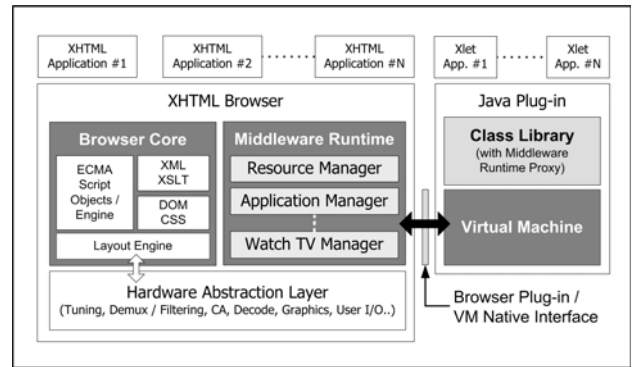 XHTML
Application #1
XHTML
Application #2
XHTML
Application #N
Xlet
App. #1
Xlet
App. #N
XHTML Browser
Browser Core
ECMA
Script
Objects /
Engine
XML
XSLT
DOM
CSS
Layout Engine
Middleware Runtime
Resource Manager
Application Manager
Watch TV Manager
Hardware Abstraction Layer
(Tuning, Demux / Filtering, CA, Decode, Graphics, User I/O..)
Java Plug-in
Class Library
(with Middleware
Runtime Proxy)
Virtual Machine
Browser Plug-in /
VM Native Interface